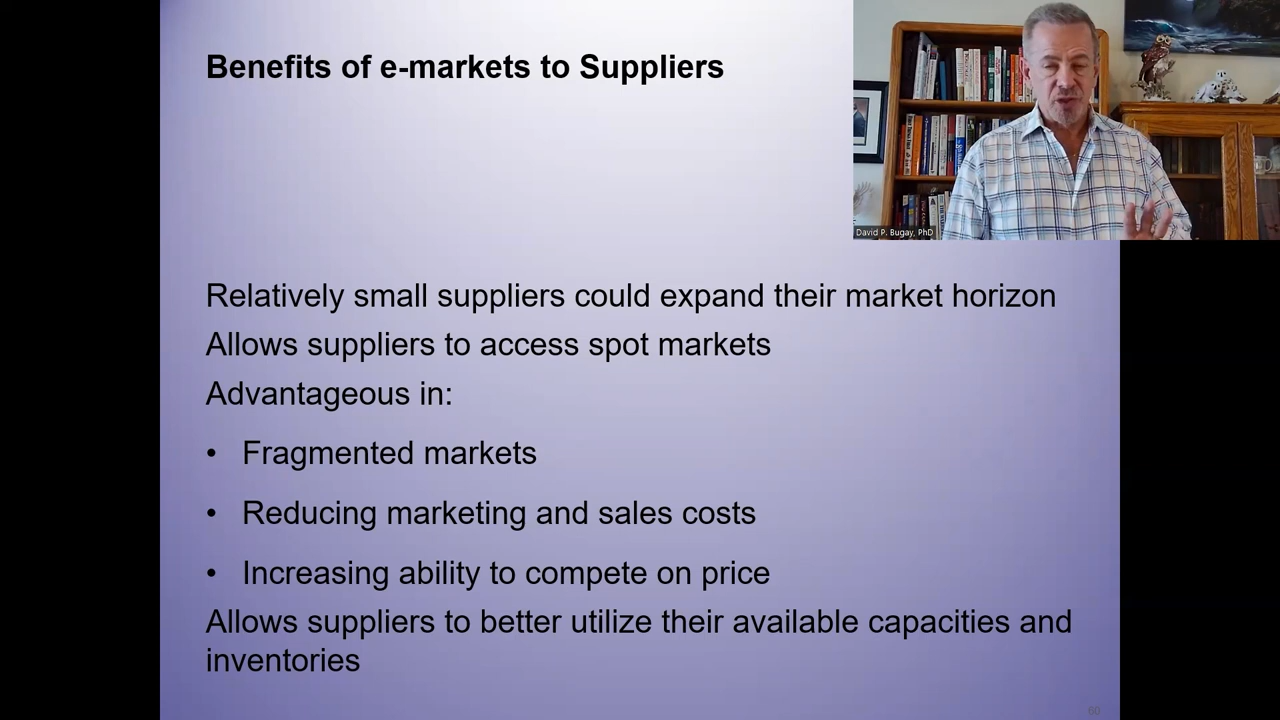 Benefits of e-markets to Suppliers
David P. Bugay, PhD
Relatively small suppliers could expand their market horizon
Allows suppliers to access spot markets
Advantageous in:
• Fragmented markets
• Reducing marketing and sales costs
• Increasing ability to compete on price
Allows suppliers to better utilize their available capacities and
inventories
60